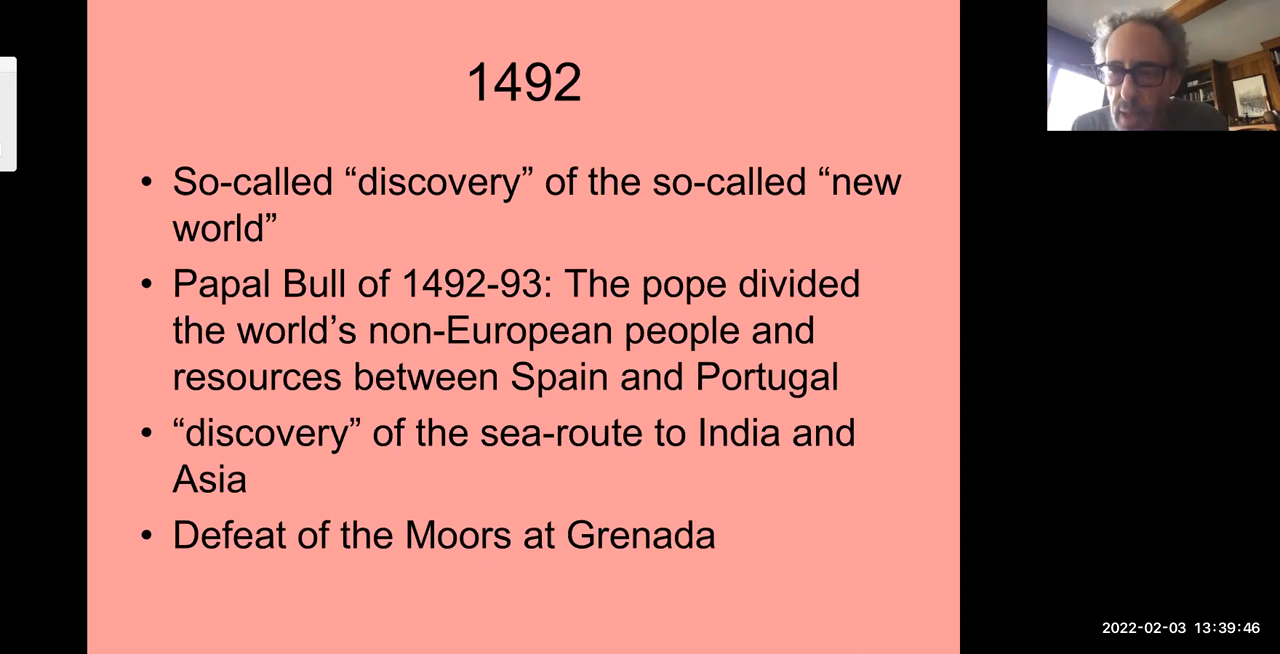 1492
• So-called “discovery” of the so-called “new
world”
• Papal Bull of 1492-93: The pope divided
the world’s non-European people and
resources between Spain and Portugal
• “discovery” of the sea-route to India and
Asia
• Defeat of the Moors at Grenada
2022-02-03 13:39:46